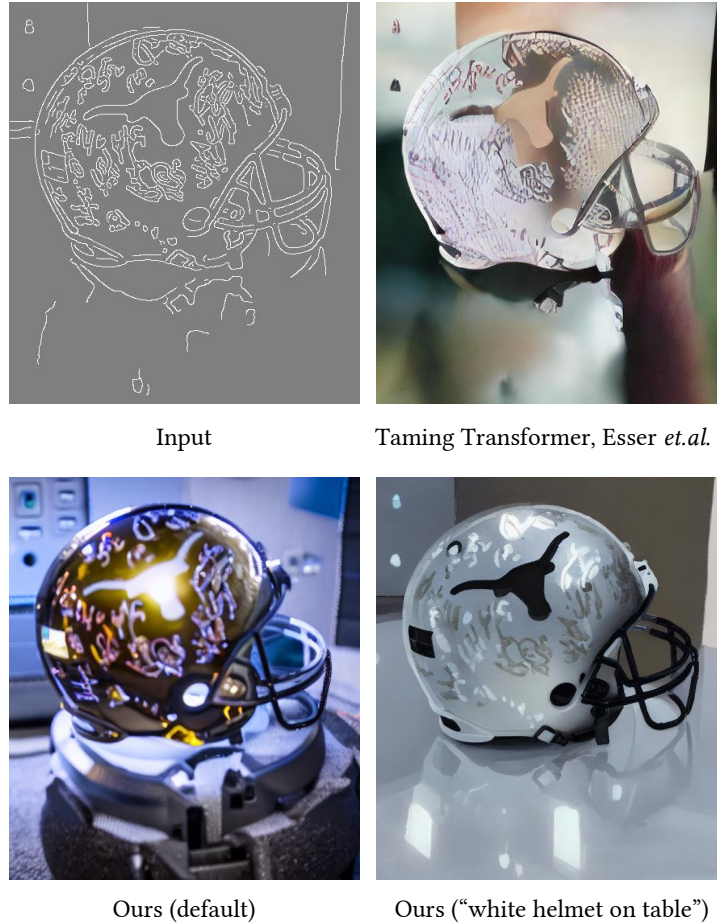 Input
Taming Transformer, Esser et.al.
Ours (default)
Ours (“white helmet on table”)